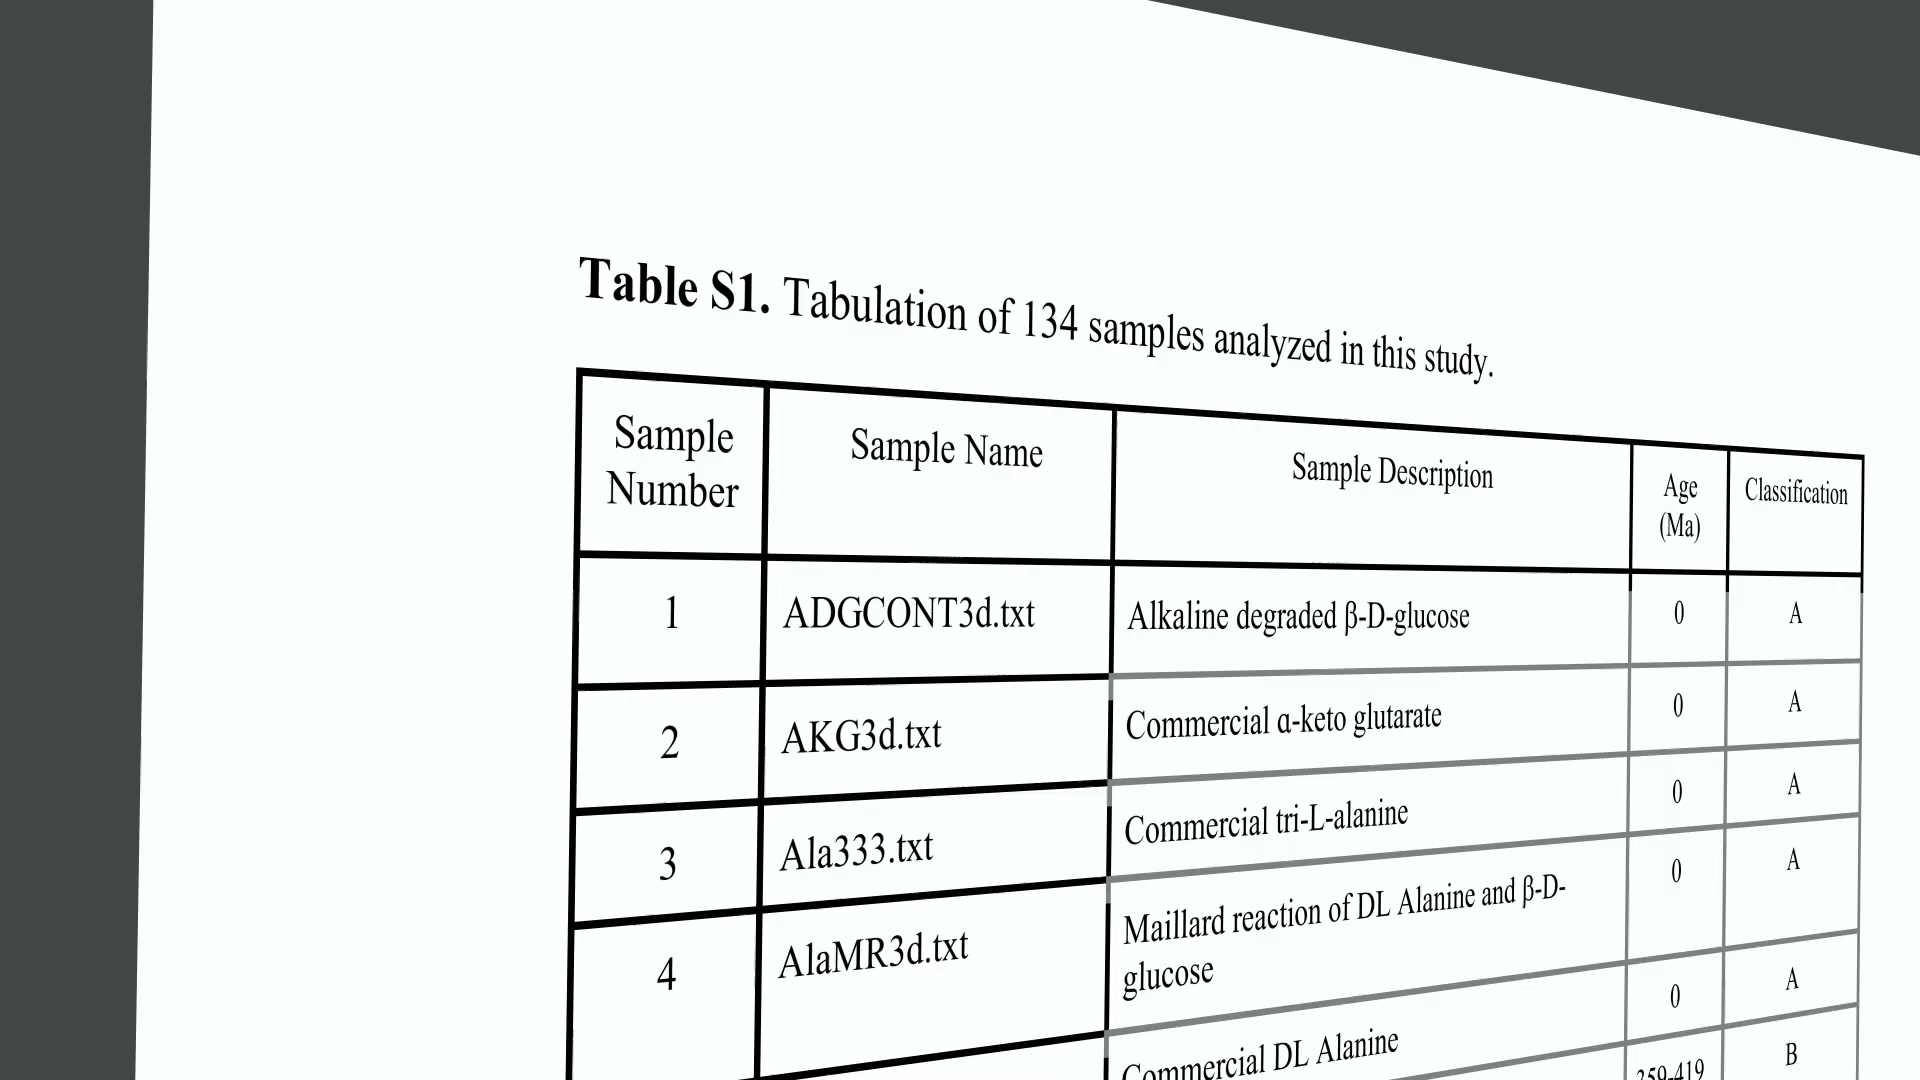 Table S1. Tabulation of 134 samples analyzed in this study.
Sample Number
Sample Name
Sample Description
Age (Ma)
Classification
1
ADGCONT3d.txt
Alkaline degraded β-D-glucose
0
A
2
AKG3d.txt
Commercial α-keto glutarate
0
A
3
Ala333.txt
Commercial tri-L-alanine
0
A
4
AlaMR3d.txt
Maillard reaction of DL Alanine and β-D-
glucose
0
A
Commercial DL Alanine
0
A
359-419
B